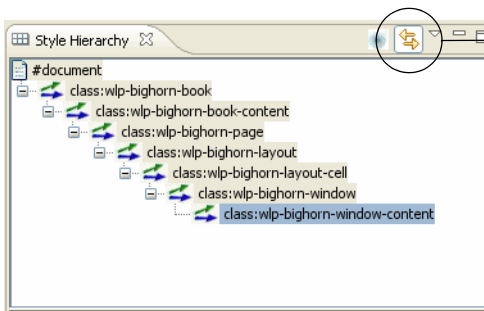 Style Hierarchy
#document
class:wlp-bighorn-book
class:wlp-bighorn-book-content
class:wlp-bighorn-page
class:wlp-bighorn-layout
class:wlp-bighorn-layout-cell
class:wlp-bighorn-window
class:wlp-bighorn-window-content